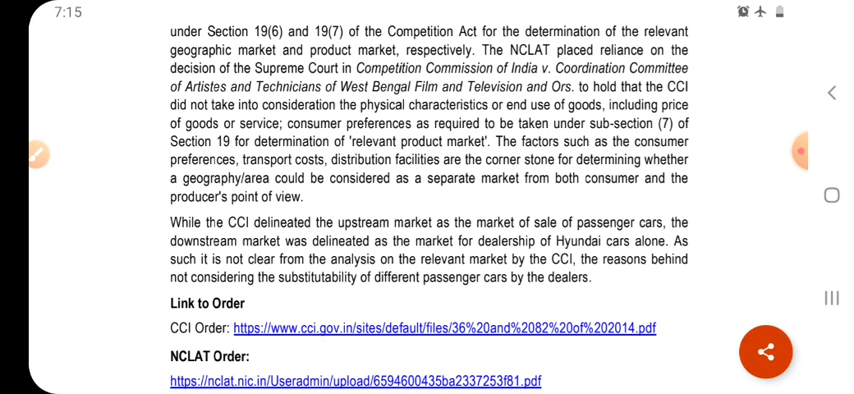 7:15
under Section 19(6) and 19(7) of the Competition Act for the determination of the relevant
geographic market and product market, respectively. The NCLAT placed reliance on the
decision of the Supreme Court in Competition Commission of India v. Coordination Committee
of Artistes and Technicians of West Bengal Film and Television and Ors. to hold that the CCI
did not take into consideration the physical characteristics or end use of goods, including price
of goods or service; consumer preferences as required to be taken under sub-section (7) of
Section 19 for determination of 'relevant product market'. The factors such as the consumer
preferences, transport costs, distribution facilities are the corner stone for determining whether
a geography/area could be considered as a separate market from both consumer and the
producer's point of view.
While the CCI delineated the upstream market as the market of sale of passenger cars, the
downstream market was delineated as the market for dealership of Hyundai cars alone. As
such it is not clear from the analysis on the relevant market by the CCI, the reasons behind
not considering the substitutability of different passenger cars by the dealers.
Link to Order
CCI Order: https://www.cci.gov.in/sites/default/files/36%20and%2082%20of%202014.pdf
NCLAT Order:
https://nclat.nic.in/Useradmin/upload/6594600435ba2337253f81.pdf